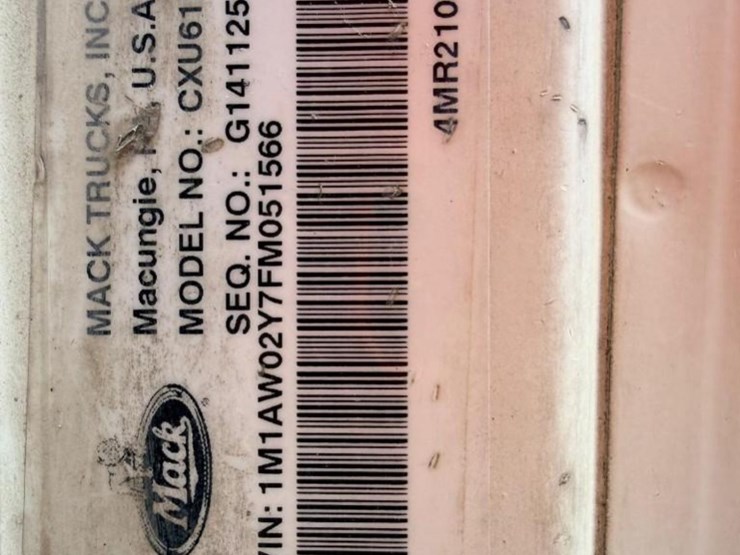 Mack
MACK TRUCKS, INC
Macungie, U.S.A
MODEL NO.: CXU61
SEQ. NO.: G141125
VIN: 1M1AW02Y7FM051566
4MR210